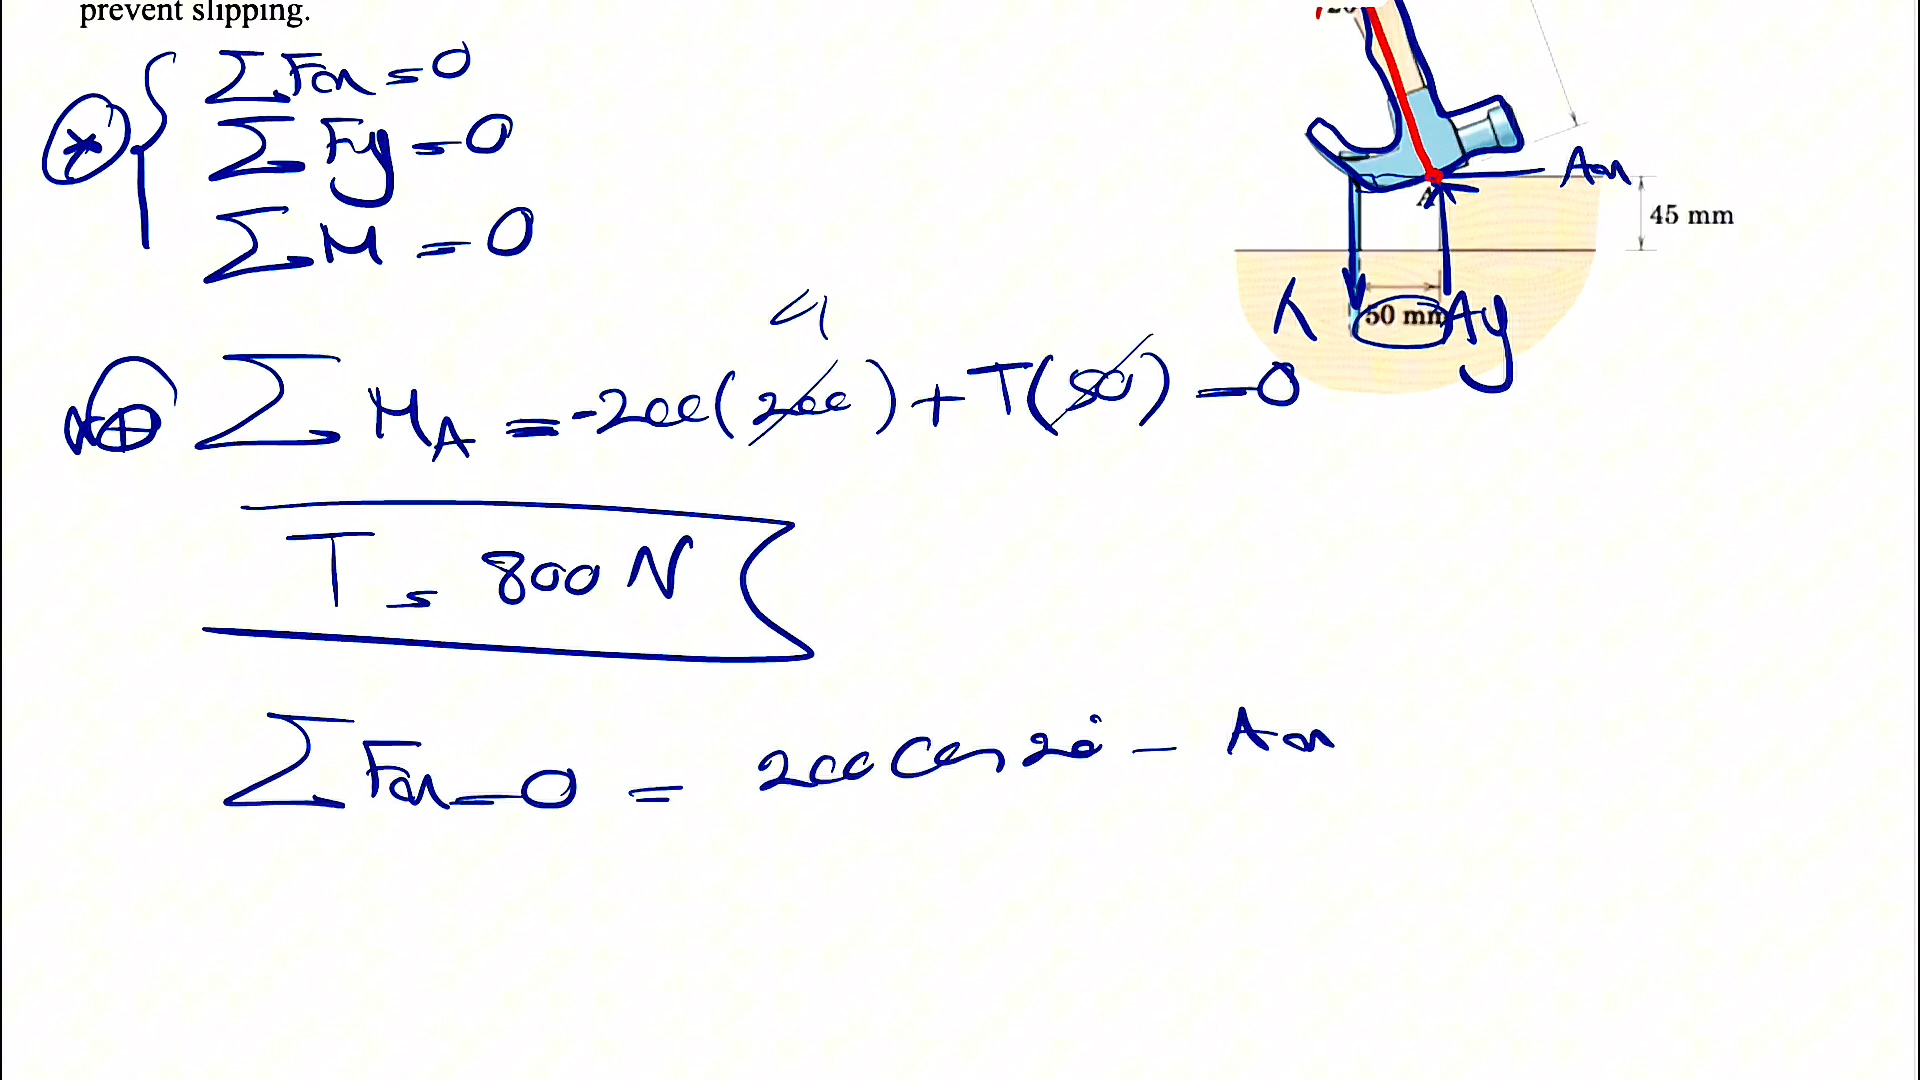 prevent slipping.
ΣFx = 0
ΣFy = 0
ΣM = 0
*
Ax
45 mm
A
50 mm
Ay
4
ΣMA = -200(200) + T(50) = 0
T = 800 N
ΣFx = 0 = 200 Cos 20° - Ax